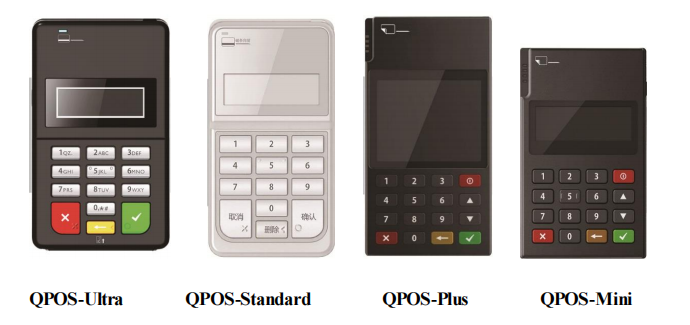 1QZ. 2ABC 3DEF
4GHI 5JKL 6MNO
7PRS 8TUV 9WXY
0,*#
1
1 2 3
4 5 6
7 8 9
取消 0 确认
删除
1 2 3
4 5 6
7 8 9
0
1 2 3
4 5 6
7 8 9
0
QPOS-Ultra QPOS-Standard QPOS-Plus QPOS-Mini